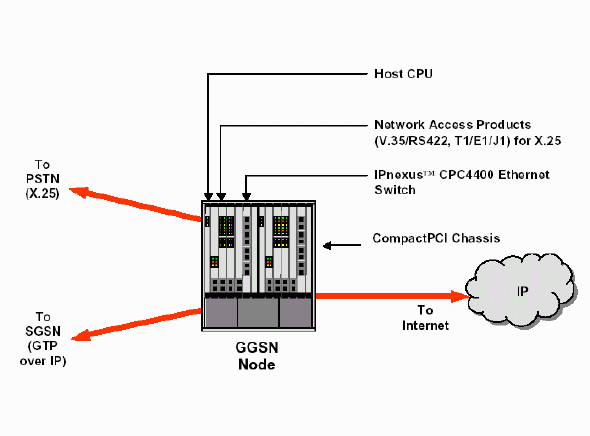 Host CPU
Network Access Products
(V.35/RS422, T1/E1/J1) for X.25
IPnexus™ CPC4400 Ethernet
Switch
CompactPCI Chassis
To
PSTN
(X.25)
To
SGSN
(GTP
over IP)
IP
To
Internet
GGSN
Node